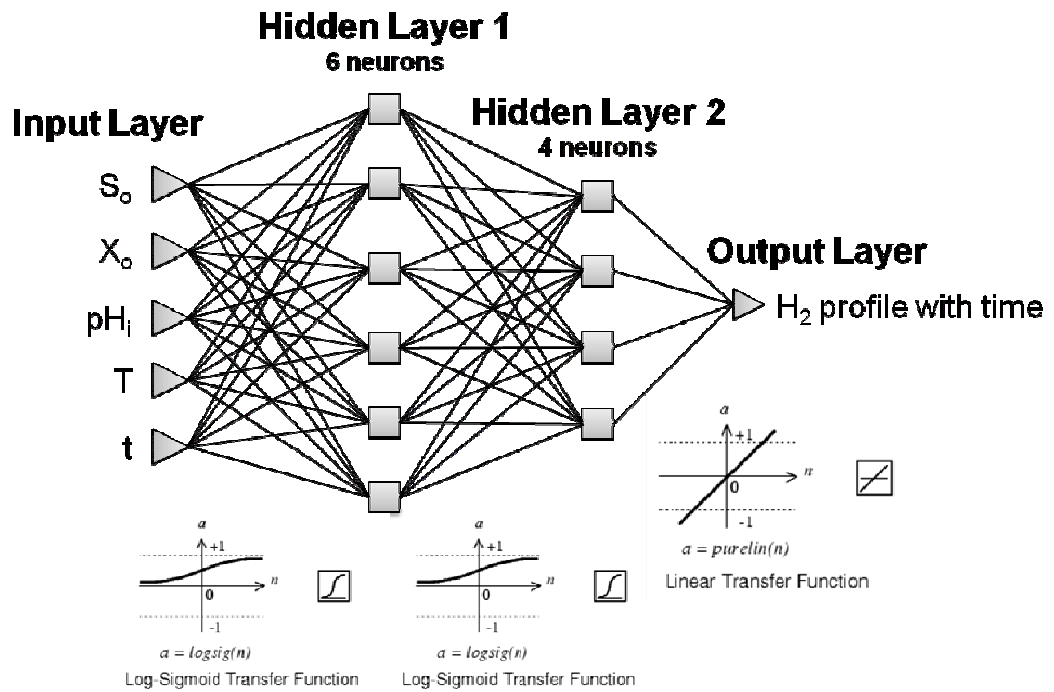 Hidden Layer 1
6 neurons
Input Layer
Hidden Layer 2
4 neurons
Output Layer
S₀
X₀
pHᵢ
T
t
H₂ profile with time
a
+1
n
0
-1
a = logsig(n)
Log-Sigmoid Transfer Function
a
+1
n
0
-1
a = logsig(n)
Log-Sigmoid Transfer Function
a
+1
n
0
-1
a = purelin(n)
Linear Transfer Function